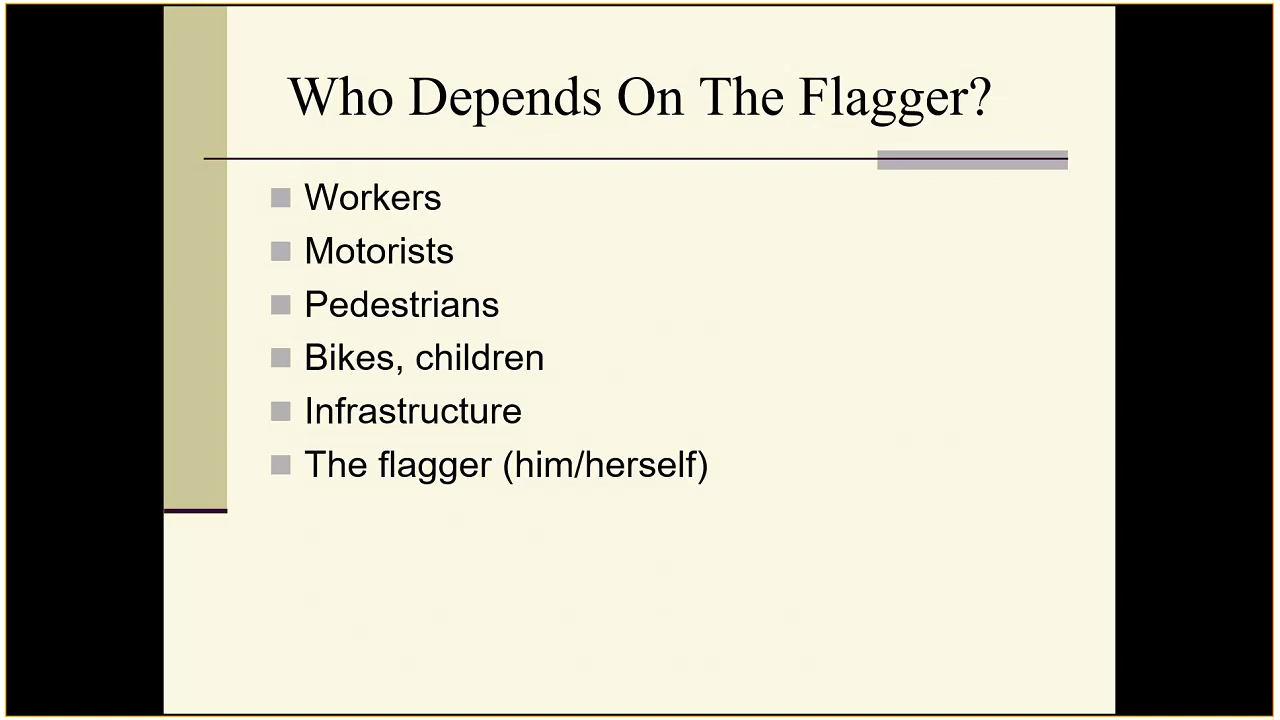 Who Depends On The Flagger?
Workers
Motorists
Pedestrians
Bikes, children
Infrastructure
The flagger (him/herself)